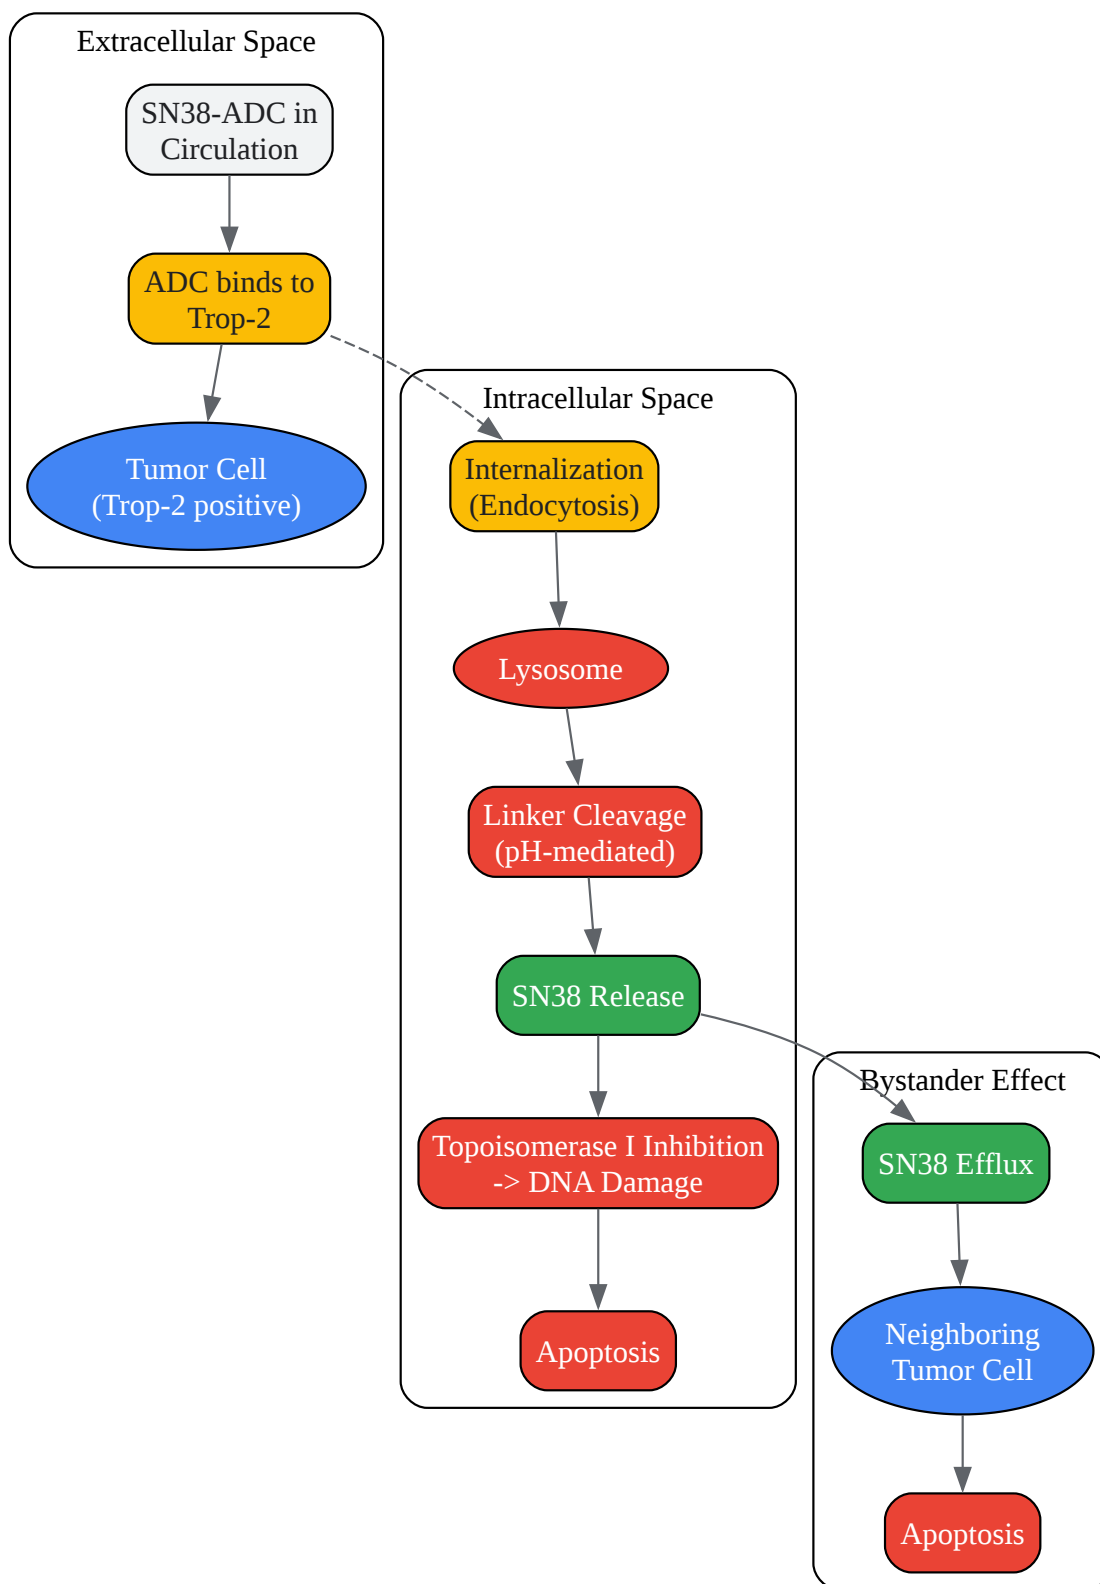 Extracellular Space
SN38-ADC in
Circulation
ADC binds to
Trop-2
Tumor Cell
(Trop-2 positive)
Intracellular Space
Internalization
(Endocytosis)
Lysosome
Linker Cleavage
(pH-mediated)
SN38 Release
Topoisomerase I Inhibition
-> DNA Damage
Apoptosis
Bystander Effect
SN38 Efflux
Neighboring
Tumor Cell
Apoptosis